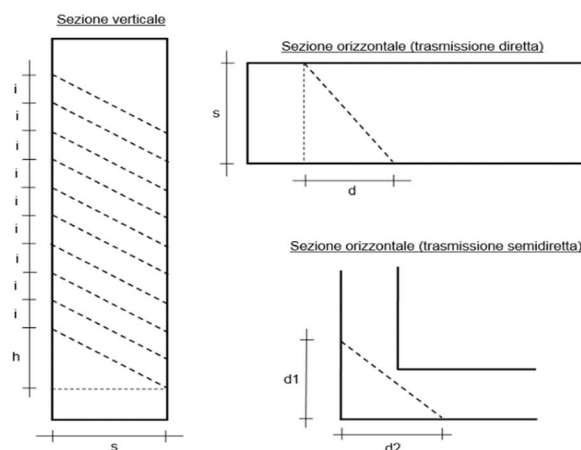 Sezione verticale
i
i
i
i
i
i
i
i
i
h
s
Sezione orizzontale (trasmissione diretta)
s
d
Sezione orizzontale (trasmissione semidiretta)
d1
d2